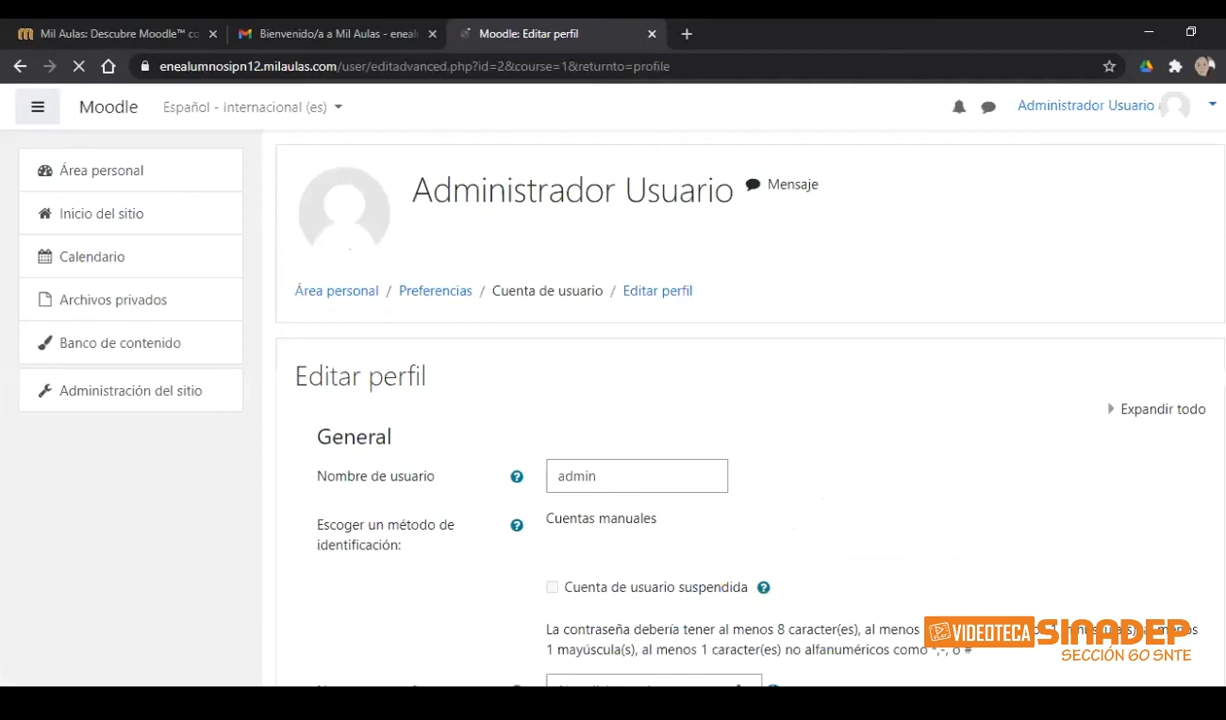 Mil Aulas: Descubre Moodle™ co
Bienvenido/a a Mil Aulas - eneal
Moodle: Editar perfil
enealumnosipn12.milaulas.com/user/editadvanced.php?id=2&course=1&returnto=profile
Moodle
Español - Internacional (es)
Administrador Usuario
Área personal
Inicio del sitio
Calendario
Archivos privados
Banco de contenido
Administración del sitio
Administrador Usuario
Mensaje
Área personal / Preferencias / Cuenta de usuario / Editar perfil
Editar perfil
Expandir todo
General
Nombre de usuario
admin
Escoger un método de
identificación:
Cuentas manuales
Cuenta de usuario suspendida
La contraseña debería tener al menos 8 caracter(es), al menos
1 mayúscula(s), al menos 1 caracter(es) no alfanuméricos como *,-, o #
VIDEOTECA SINADEP
SECCIÓN 60 SNTE